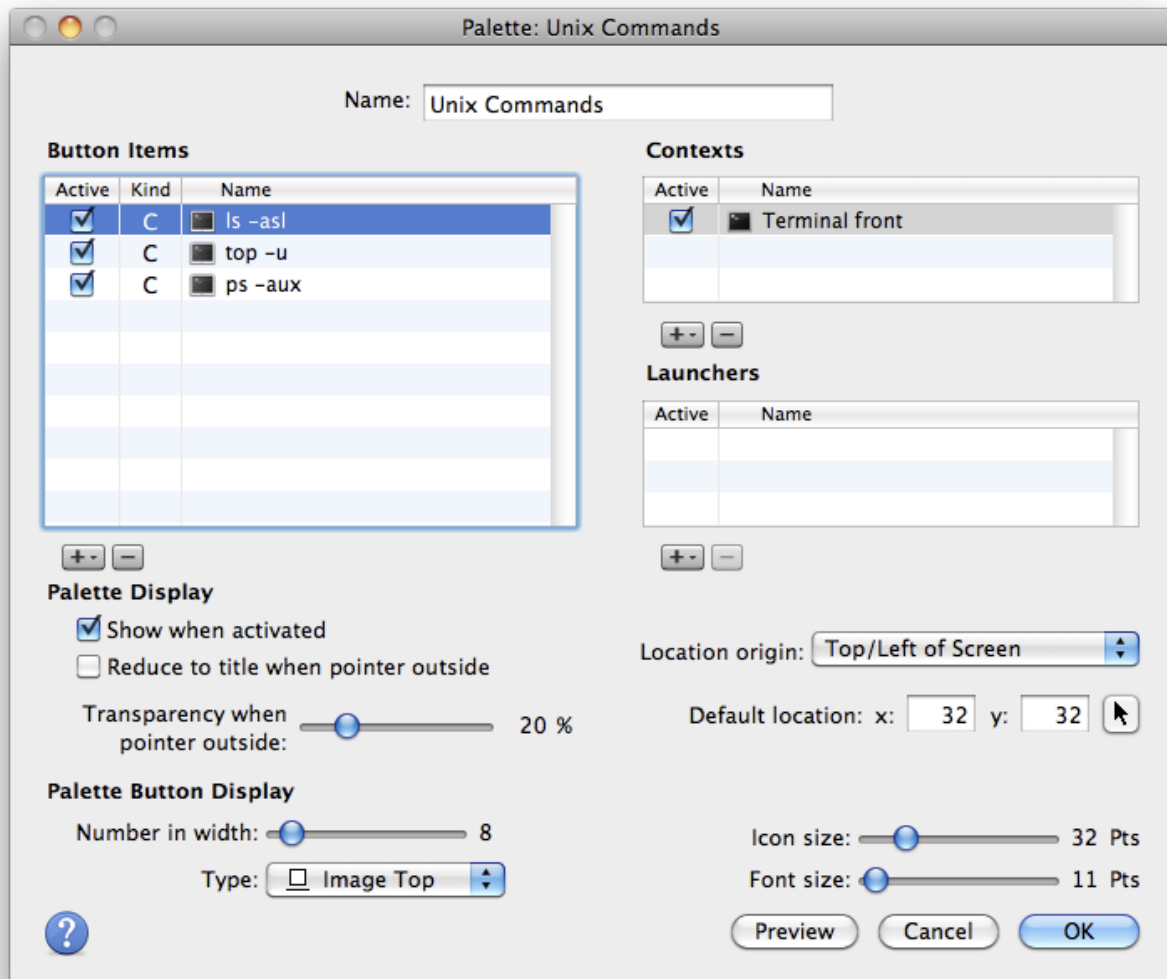 Palette: Unix Commands
Name: Unix Commands
Button Items
Active Kind Name
C ls -asl
C top -u
C ps -aux
Contexts
Active Name
Terminal front
+ -
Launchers
Active Name
+ -
+ -
Palette Display
Show when activated
Reduce to title when pointer outside
Transparency when
pointer outside:
20 %
Location origin: Top/Left of Screen
Default location: x: 32 y: 32
Palette Button Display
Number in width: 8
Type: Image Top
Icon size: 32 Pts
Font size: 11 Pts
?
Preview Cancel OK